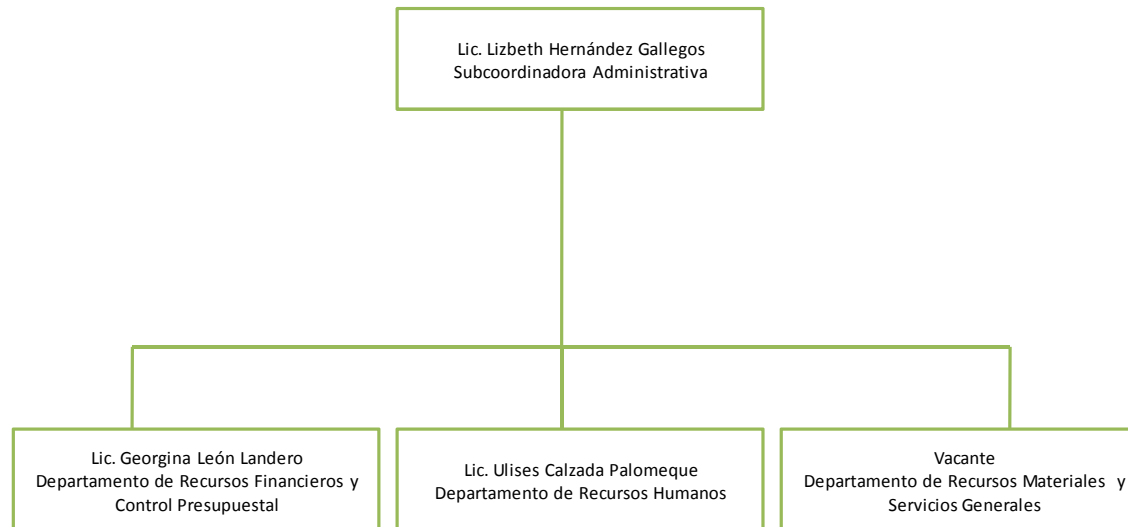 Lic. Lizbeth Hernández Gallegos
Subcoordinadora Administrativa
Lic. Georgina León Landero
Departamento de Recursos Financieros y
Control Presupuestal
Lic. Ulises Calzada Palomeque
Departamento de Recursos Humanos
Vacante
Departamento de Recursos Materiales y
Servicios Generales